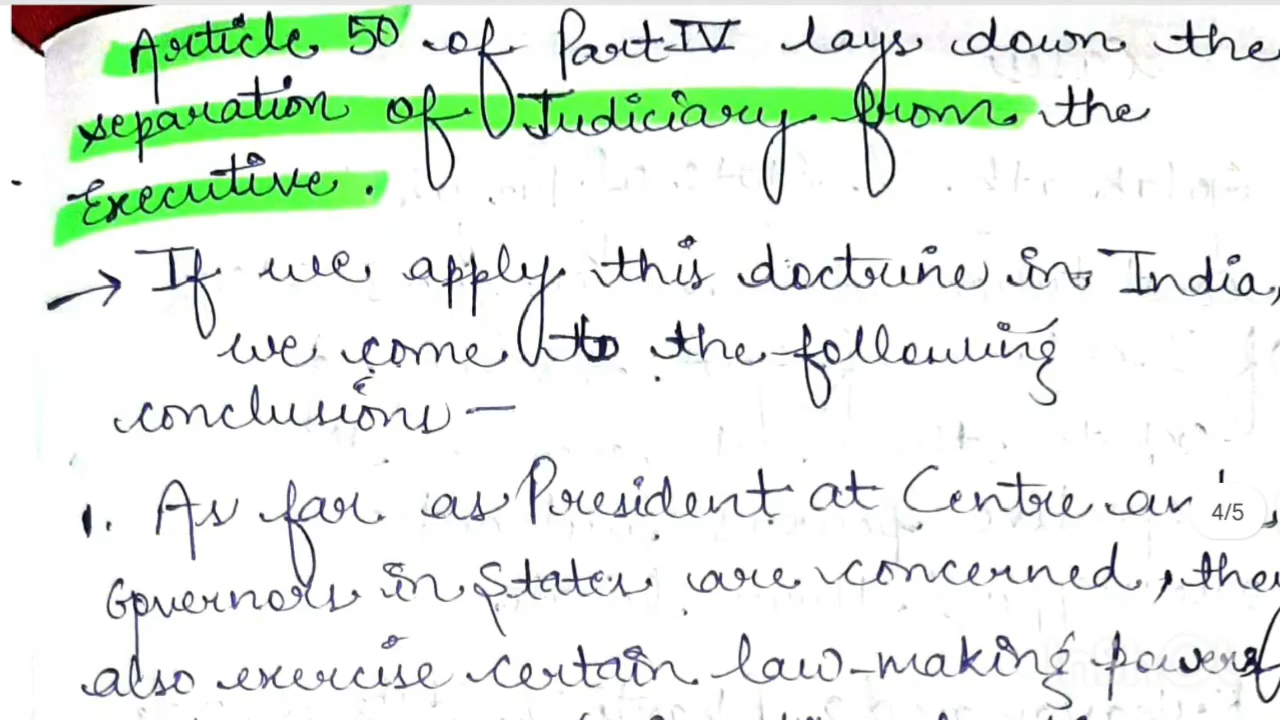 Article 50 of Part IV lays down the
separation of Judiciary from the
Executive.
→ If we apply this doctrine in India,
we come to the following
conclusions —
1. As far as President at Centre
4/5
Governors in States are concerned,
also exercise certain law-making powers